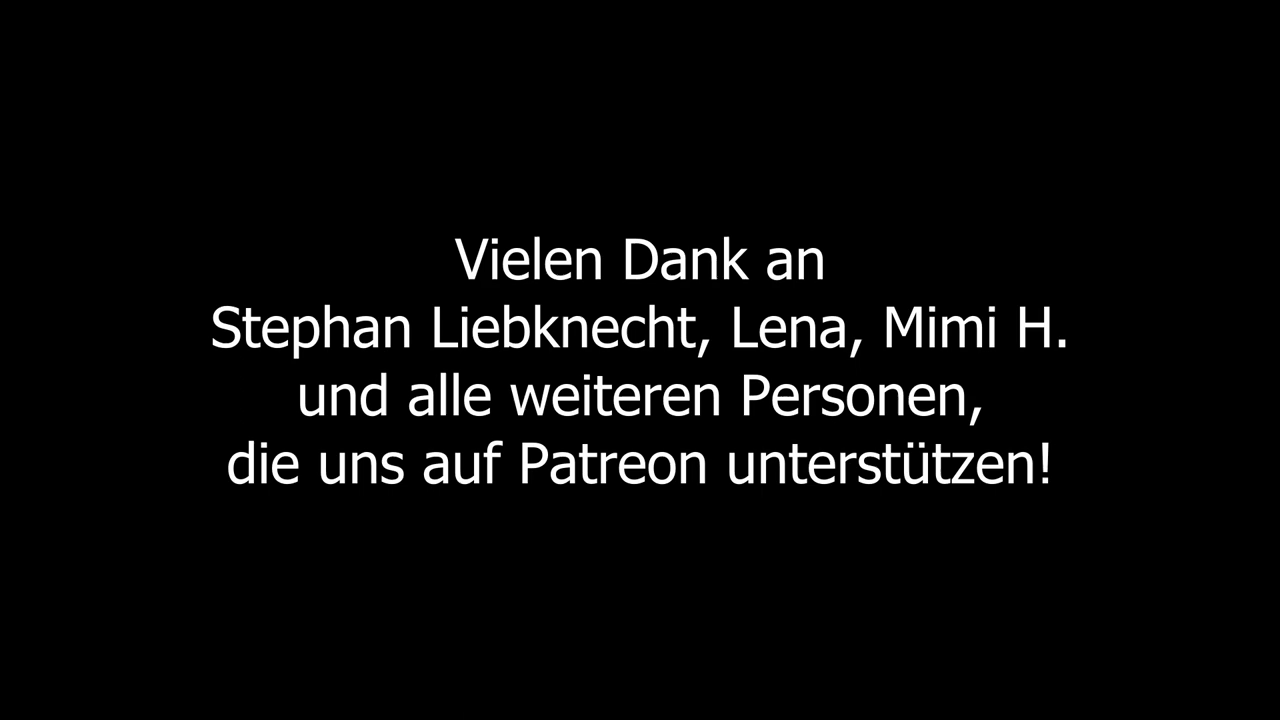 Vielen Dank an
Stephan Liebknecht, Lena, Mimi H.
und alle weiteren Personen,
die uns auf Patreon unterstützen!